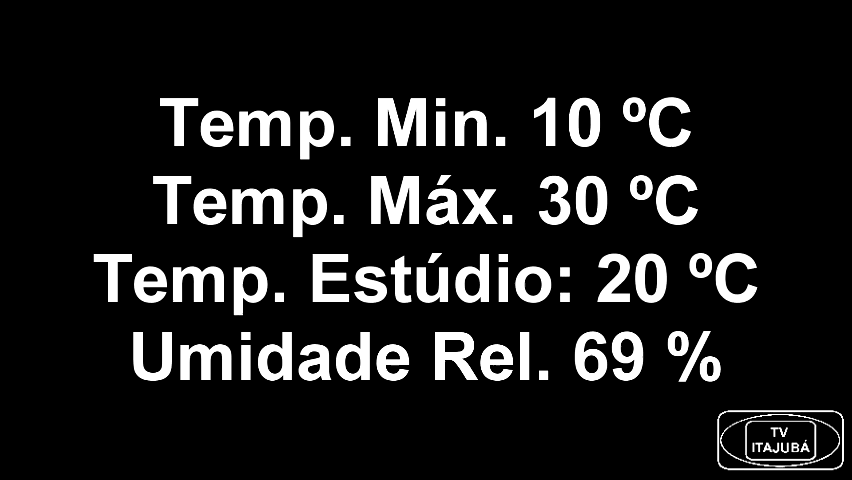 Temp. Min. 10 ºC
Temp. Máx. 30 ºC
Temp. Estúdio: 20 ºC
Umidade Rel. 69 %
TV
ITAJUBÁ